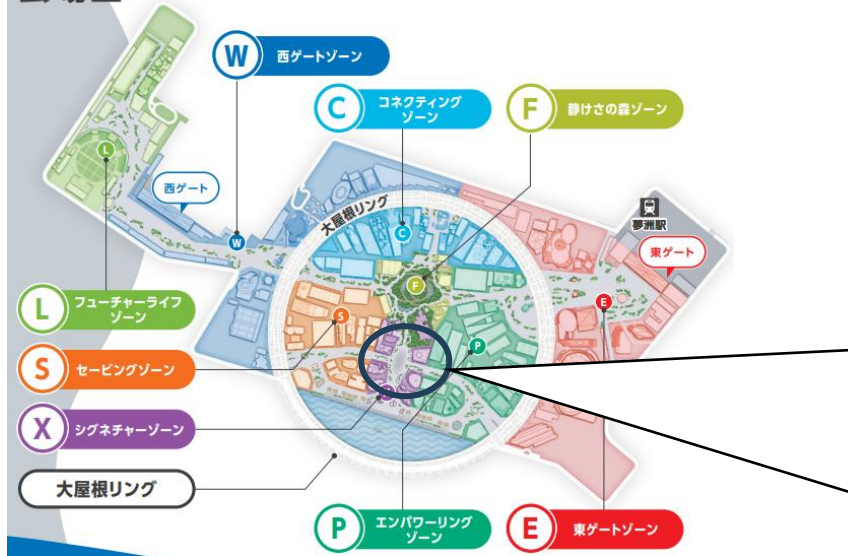 W 西ゲートゾーン
C コネクティング
ゾーン
F 静けさの森ゾーン
L
西ゲート
大屋根リング
夢洲駅
W
C
東ゲート
F
E
L フューチャーライフ
ゾーン
S
P
S セービングゾーン
X シグネチャーゾーン
大屋根リング
P エンパワーリング
ゾーン
E 東ゲートゾーン